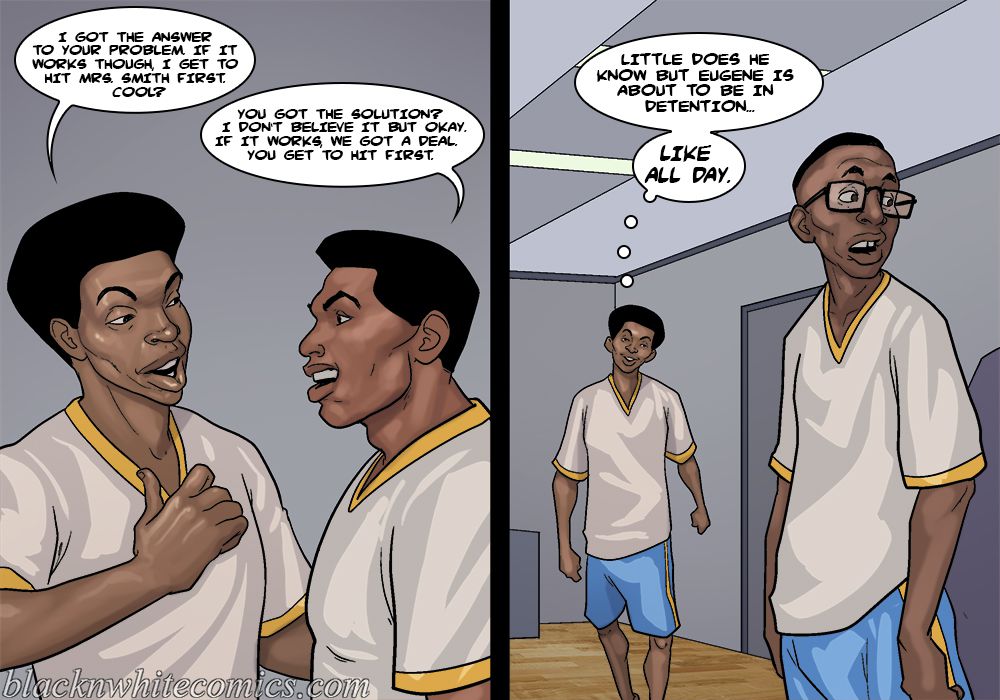 I GOT THE ANSWER
TO YOUR PROBLEM. IF IT
WORKS THOUGH, I GET TO
HIT MRS. SMITH FIRST.
COOL?
YOU GOT THE SOLUTION?
I DON'T BELIEVE IT BUT OKAY.
IF IT WORKS, WE GOT A DEAL.
YOU GET TO HIT FIRST.
LITTLE DOES HE
KNOW BUT EUGENE IS
ABOUT TO BE IN
DETENTION...
LIKE
ALL DAY.
blacknwhitecomics.com